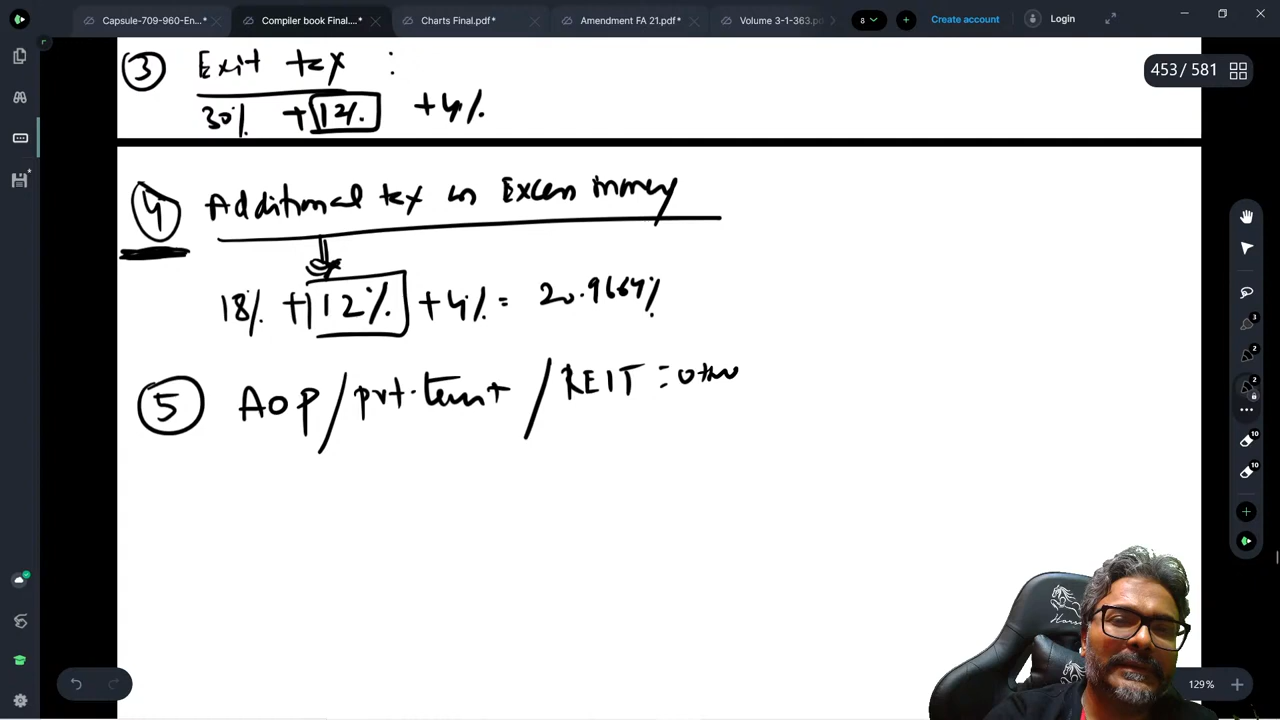 Capsule-709-960-En...* Compiler book Final....* Charts Final.pdf* Amendment FA 21.pdf* Volume 3-1-363.pd 8 Create account Login
453 / 581
3 Exit tax :
30% + 12% + 4%
4 Additional tax on Excess money
18% + 12% + 4% = 20.9664%
5 AOP / pvt. trust / REIT =
129%